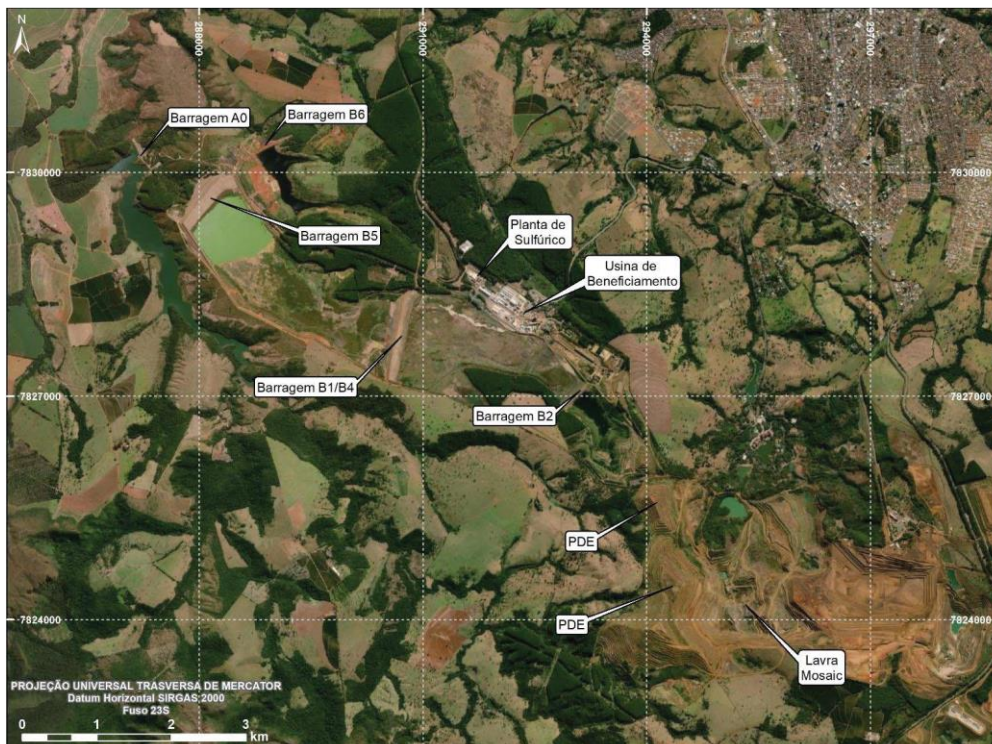 N
288000
291000
294000
297000
Barragem A0
Barragem B6
7830000
7830000
Barragem B5
Planta de
Sulfúrico
Usina de
Beneficiamento
Barragem B1/B4
7827000
7827000
Barragem B2
PDE
PDE
7824000
7824000
Lavra
Mosaic
PROJEÇÃO UNIVERSAL TRASVERSA DE MERCATOR
Datum Horizontal SIRGAS 2000
Fuso 23S
0 1 2 3
km